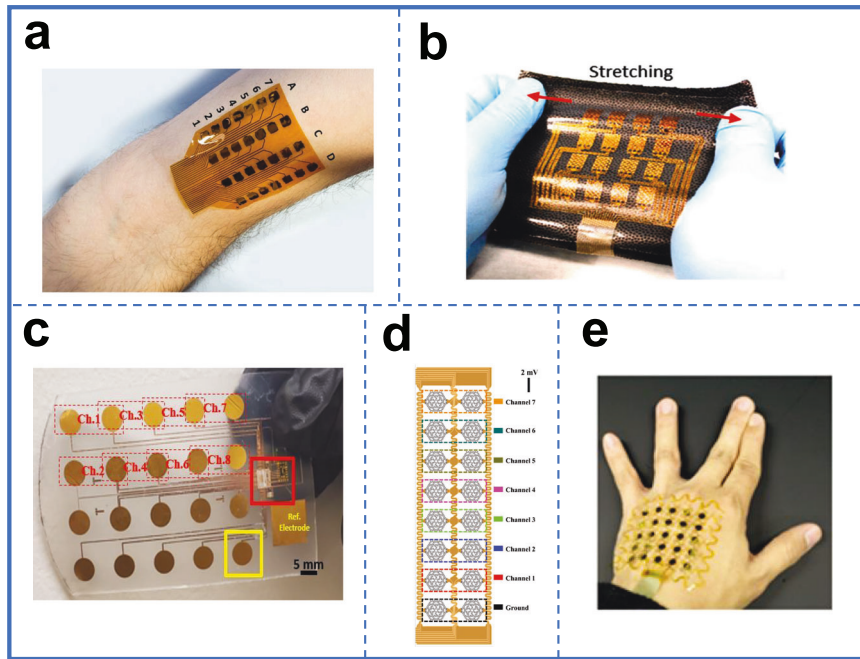 a
7 A
6
5 B
4
3 C
2
1 D
b
Stretching
c
Ch.1 Ch.3 Ch.5 Ch.7
Ch.2 Ch.4 Ch.6 Ch.8
Ref.
Electrode
5 mm
d
2 mV
Channel 7
Channel 6
Channel 5
Channel 4
Channel 3
Channel 2
Channel 1
Ground
e